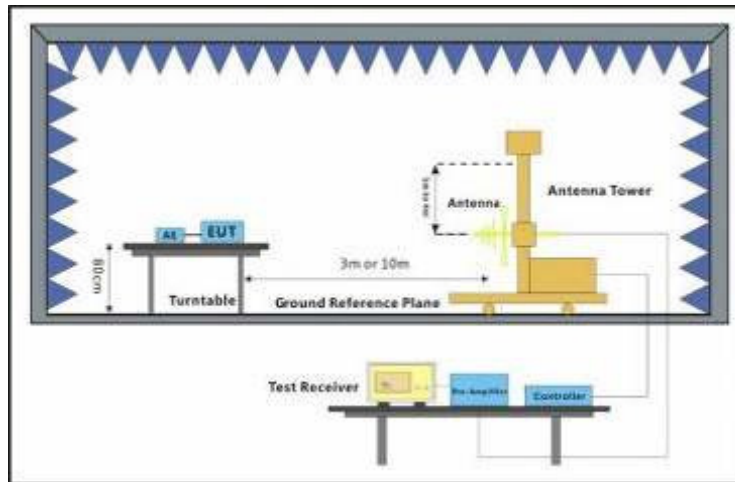 Antenna Tower
Antenna
AE
EUT
80cm
3m or 10m
Turntable
Ground Reference Plane
Test Receiver
Pre-Amplifier
Controller